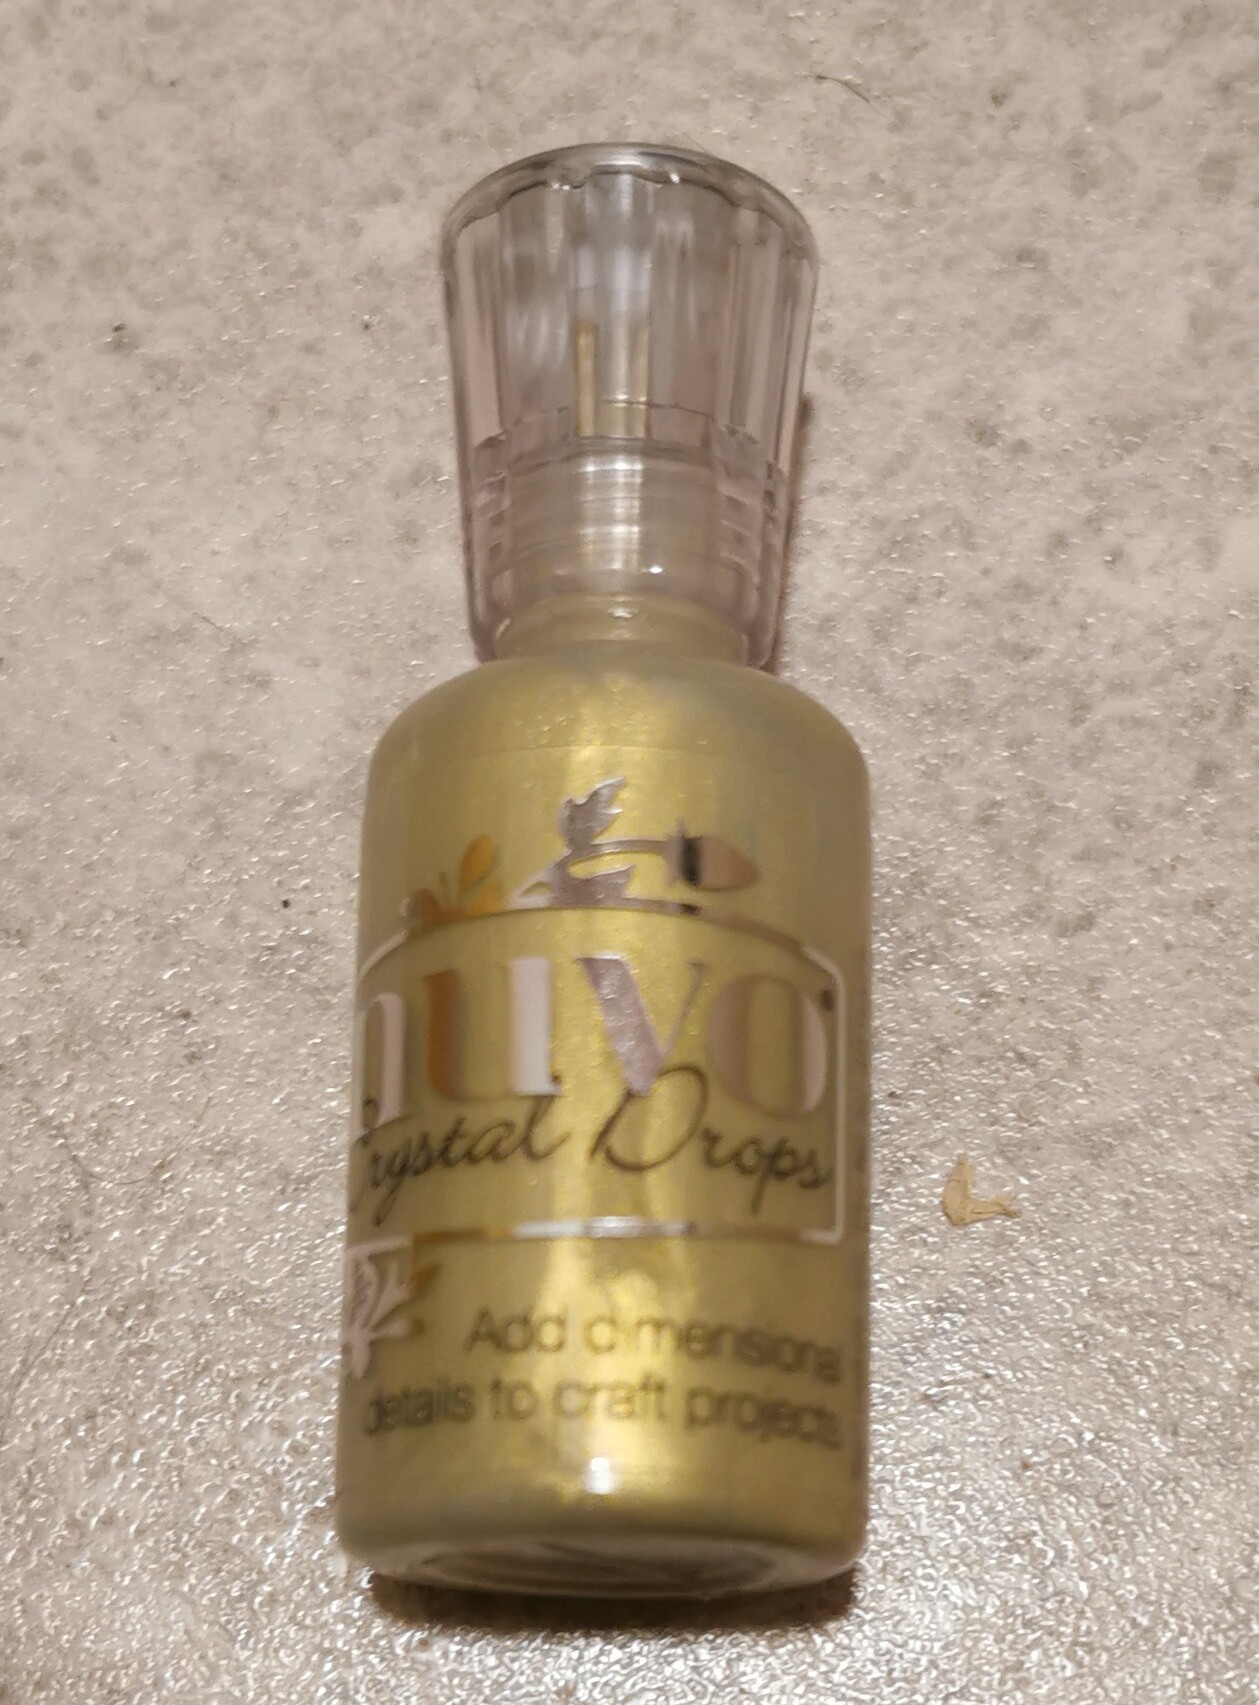 nuvo
Crystal Drops
Add dimensional
details to craft projects